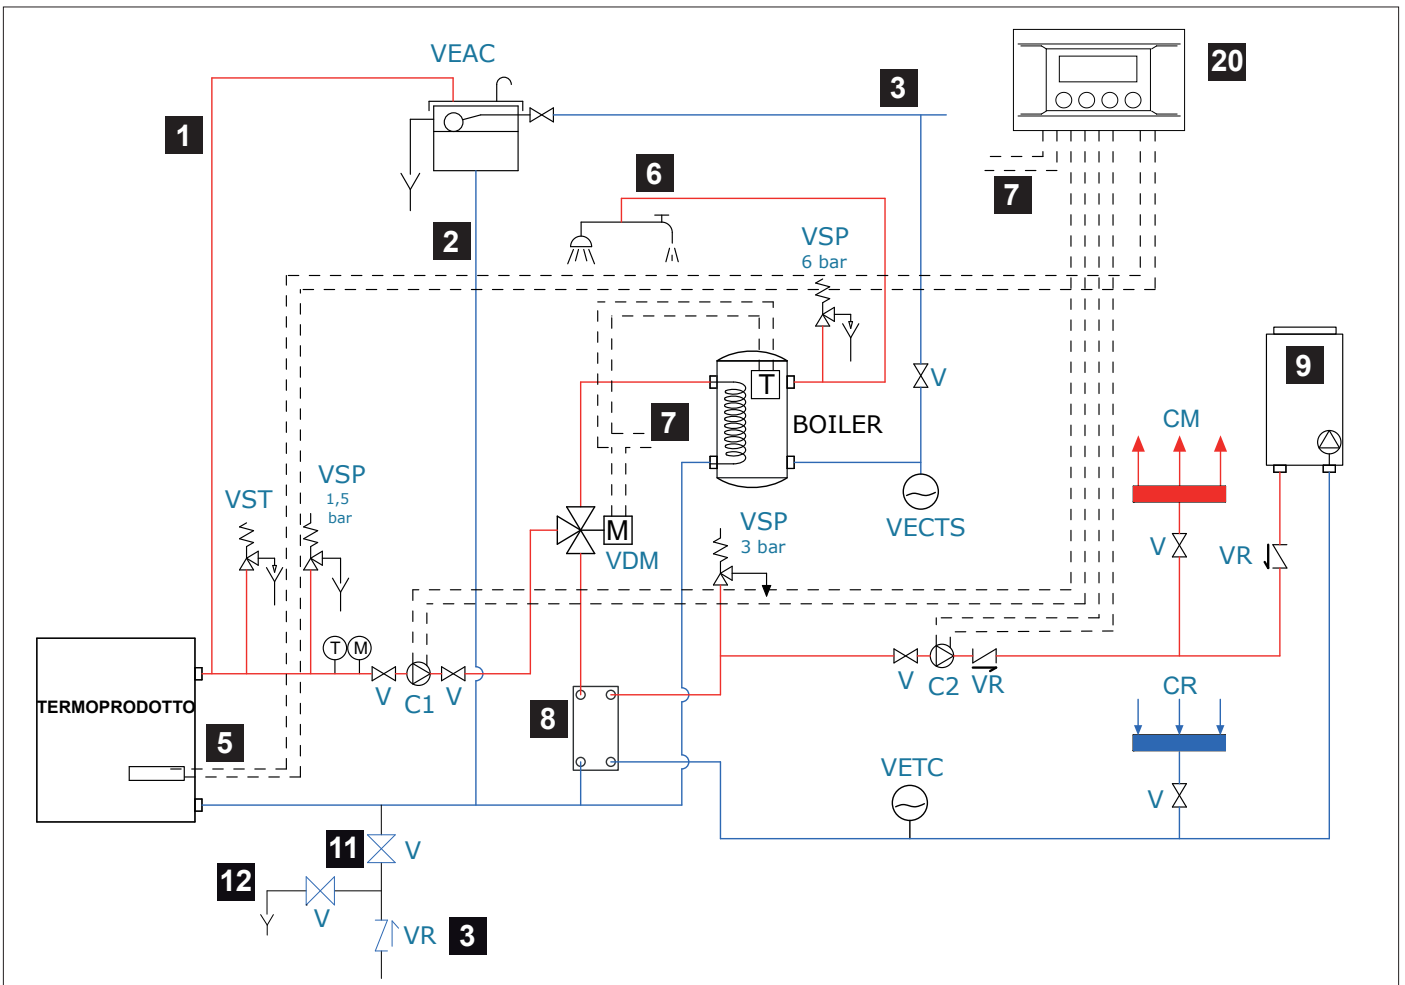 VEAC
20
3
1
7
6
2
VSP
6 bar
9
T
V
CM
7
BOILER
VSP
1,5
bar
VST
VSP
3 bar
VECTS
M
VDM
V
VR
T
M
V
C1
V
V
C2
VR
CR
TERMOPRODOTTO
8
5
VETC
V
11
V
12
V
VR
3